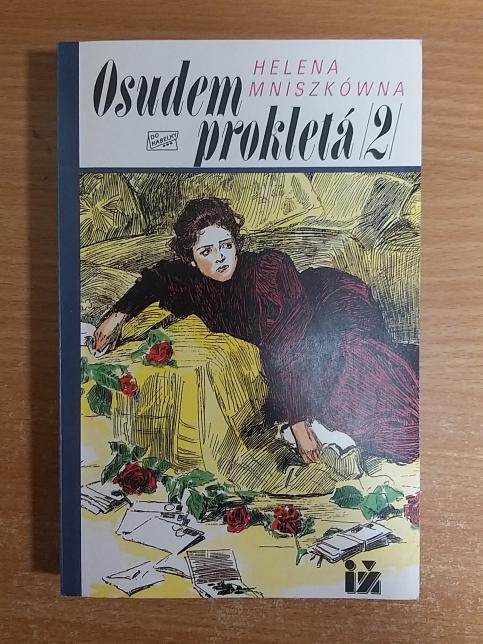 Osudem
prokletá /2/
HELENA
MNISZKÓWNA
DO
KABELKY
iž